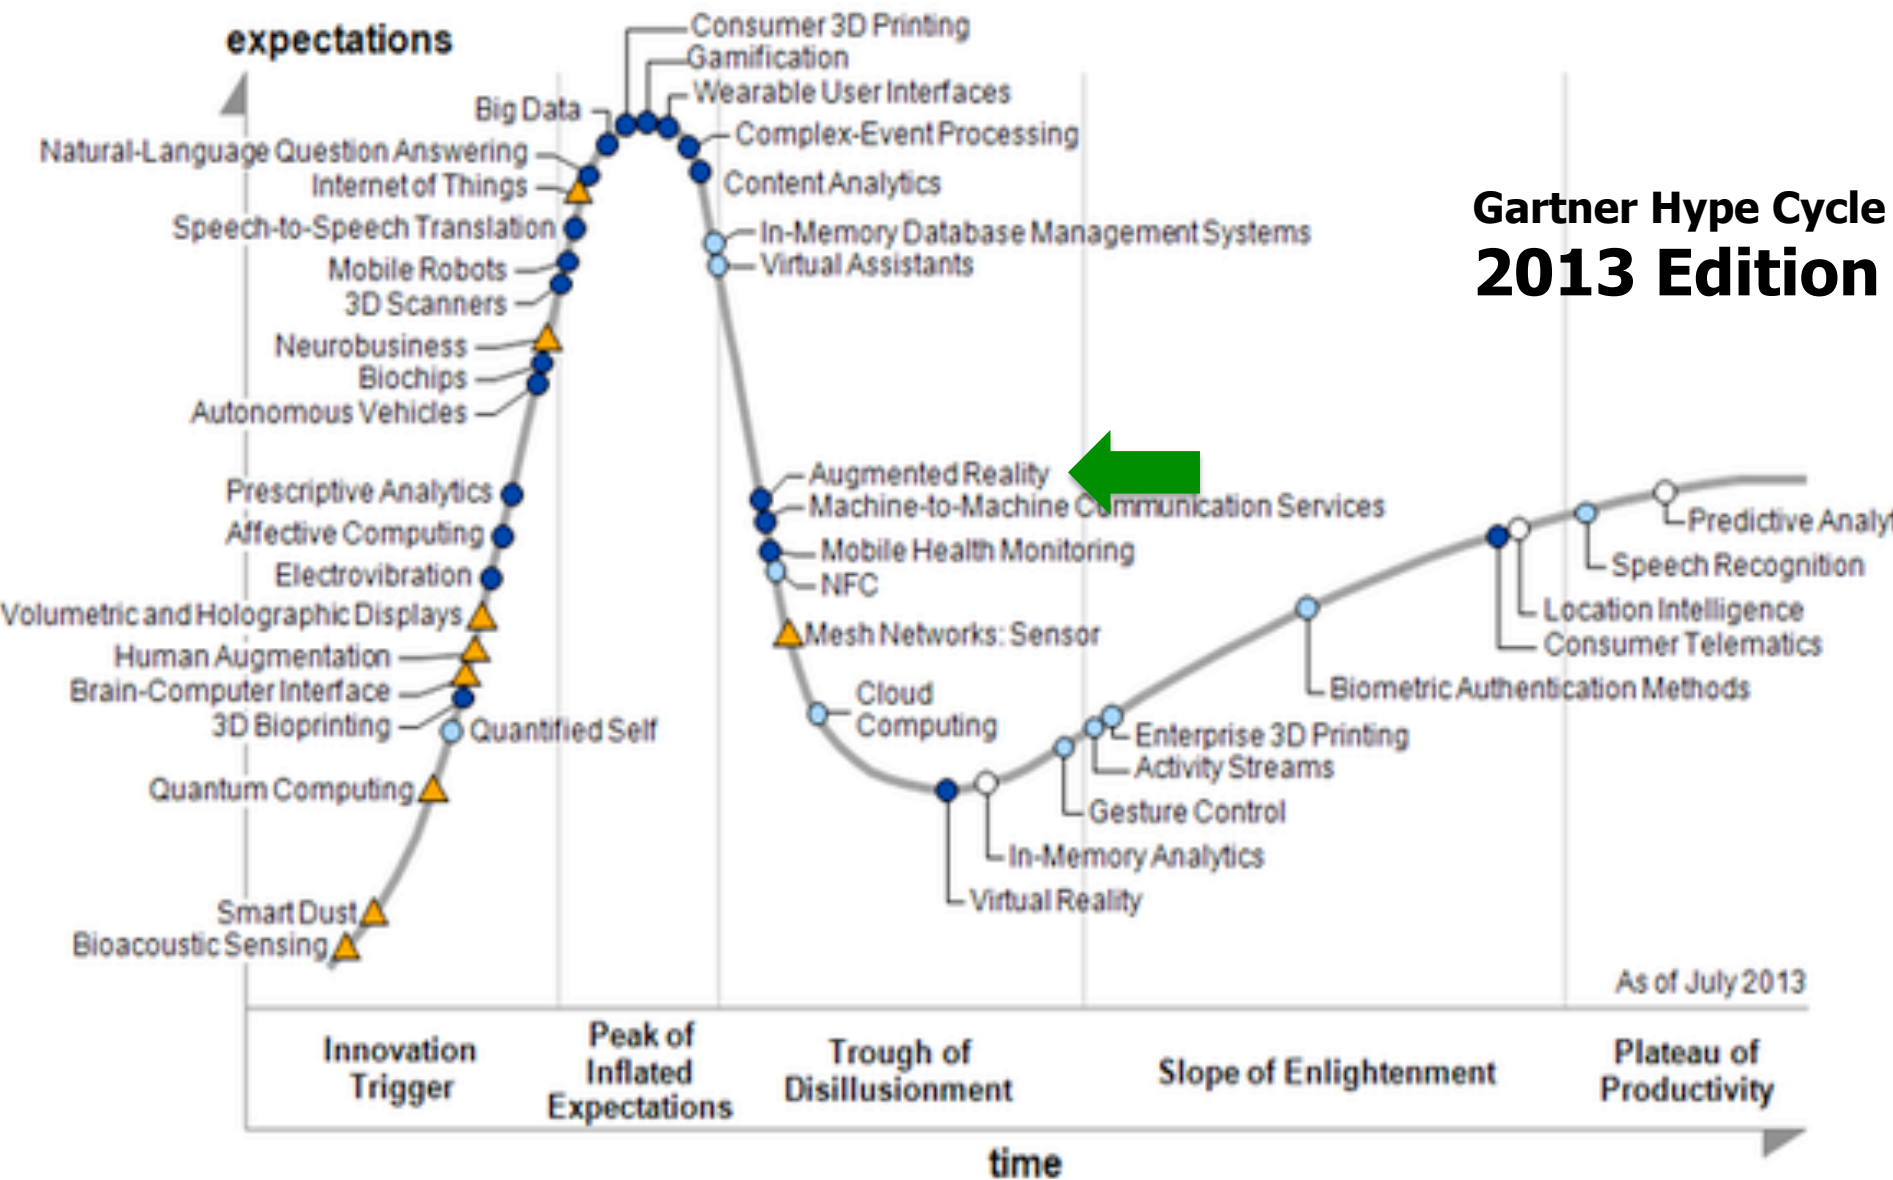 expectations
Consumer 3D Printing
Gamification
Wearable User Interfaces
Big Data
Complex-Event Processing
Natural-Language Question Answering
Content Analytics
Internet of Things
Gartner Hype Cycle
2013 Edition
Speech-to-Speech Translation
In-Memory Database Management Systems
Virtual Assistants
Mobile Robots
3D Scanners
Neurobusiness
Biochips
Autonomous Vehicles
Augmented Reality
Machine-to-Machine Communication Services
Prescriptive Analytics
Affective Computing
Mobile Health Monitoring
NFC
Electrovibration
Volumetric and Holographic Displays
Mesh Networks: Sensor
Human Augmentation
Brain-Computer Interface
3D Bioprinting
Quantified Self
Cloud
Computing
Quantum Computing
Smart Dust
Bioacoustic Sensing
Predictive Analyt
Speech Recognition
Location Intelligence
Consumer Telematics
Biometric Authentication Methods
Enterprise 3D Printing
Activity Streams
Gesture Control
In-Memory Analytics
Virtual Reality
As of July 2013
Innovation
Trigger
Peak of
Inflated
Expectations
Trough of
Disillusionment
Slope of Enlightenment
Plateau of
Productivity
time